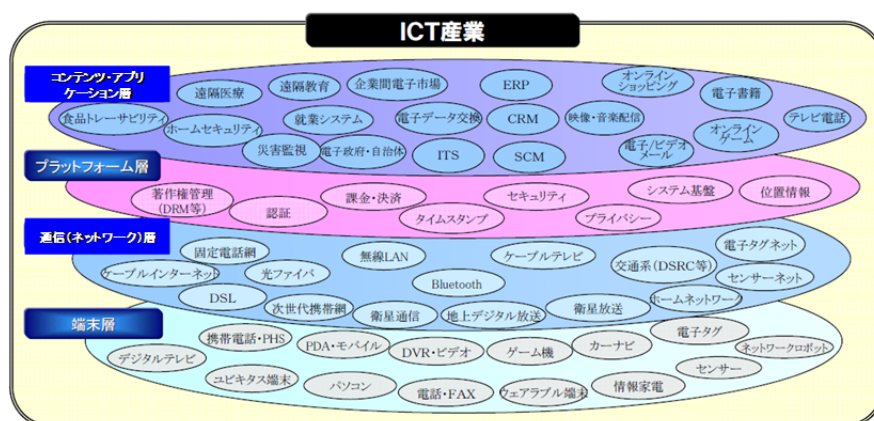 ICT産業
コンテンツ・アプリ
ケーション層
遠隔医療
遠隔教育
企業間電子市場
ERP
オンライン
ショッピング
電子書籍
食品トレーサビリティ
ホームセキュリティ
就業システム
電子データ交換
CRM
映像・音楽配信
オンライン
ゲーム
テレビ電話
災害監視
電子政府・自治体
ITS
SCM
電子/ビデオ
メール
プラットフォーム層
著作権管理
(DRM等)
認証
課金・決済
タイムスタンプ
セキュリティ
プライバシー
システム基盤
位置情報
通信(ネットワーク)層
固定電話網
無線LAN
ケーブルテレビ
交通系(DSRC等)
電子タグネット
ケーブルインターネット
光ファイバ
Bluetooth
センサーネット
DSL
次世代携帯網
衛星通信
地上デジタル放送
衛星放送
ホームネットワーク
端末層
携帯電話・PHS
PDA・モバイル
DVR・ビデオ
ゲーム機
カーナビ
電子タグ
ネットワークロボット
デジタルテレビ
ユビキタス端末
パソコン
電話・FAX
ウェアラブル端末
情報家電
センサー